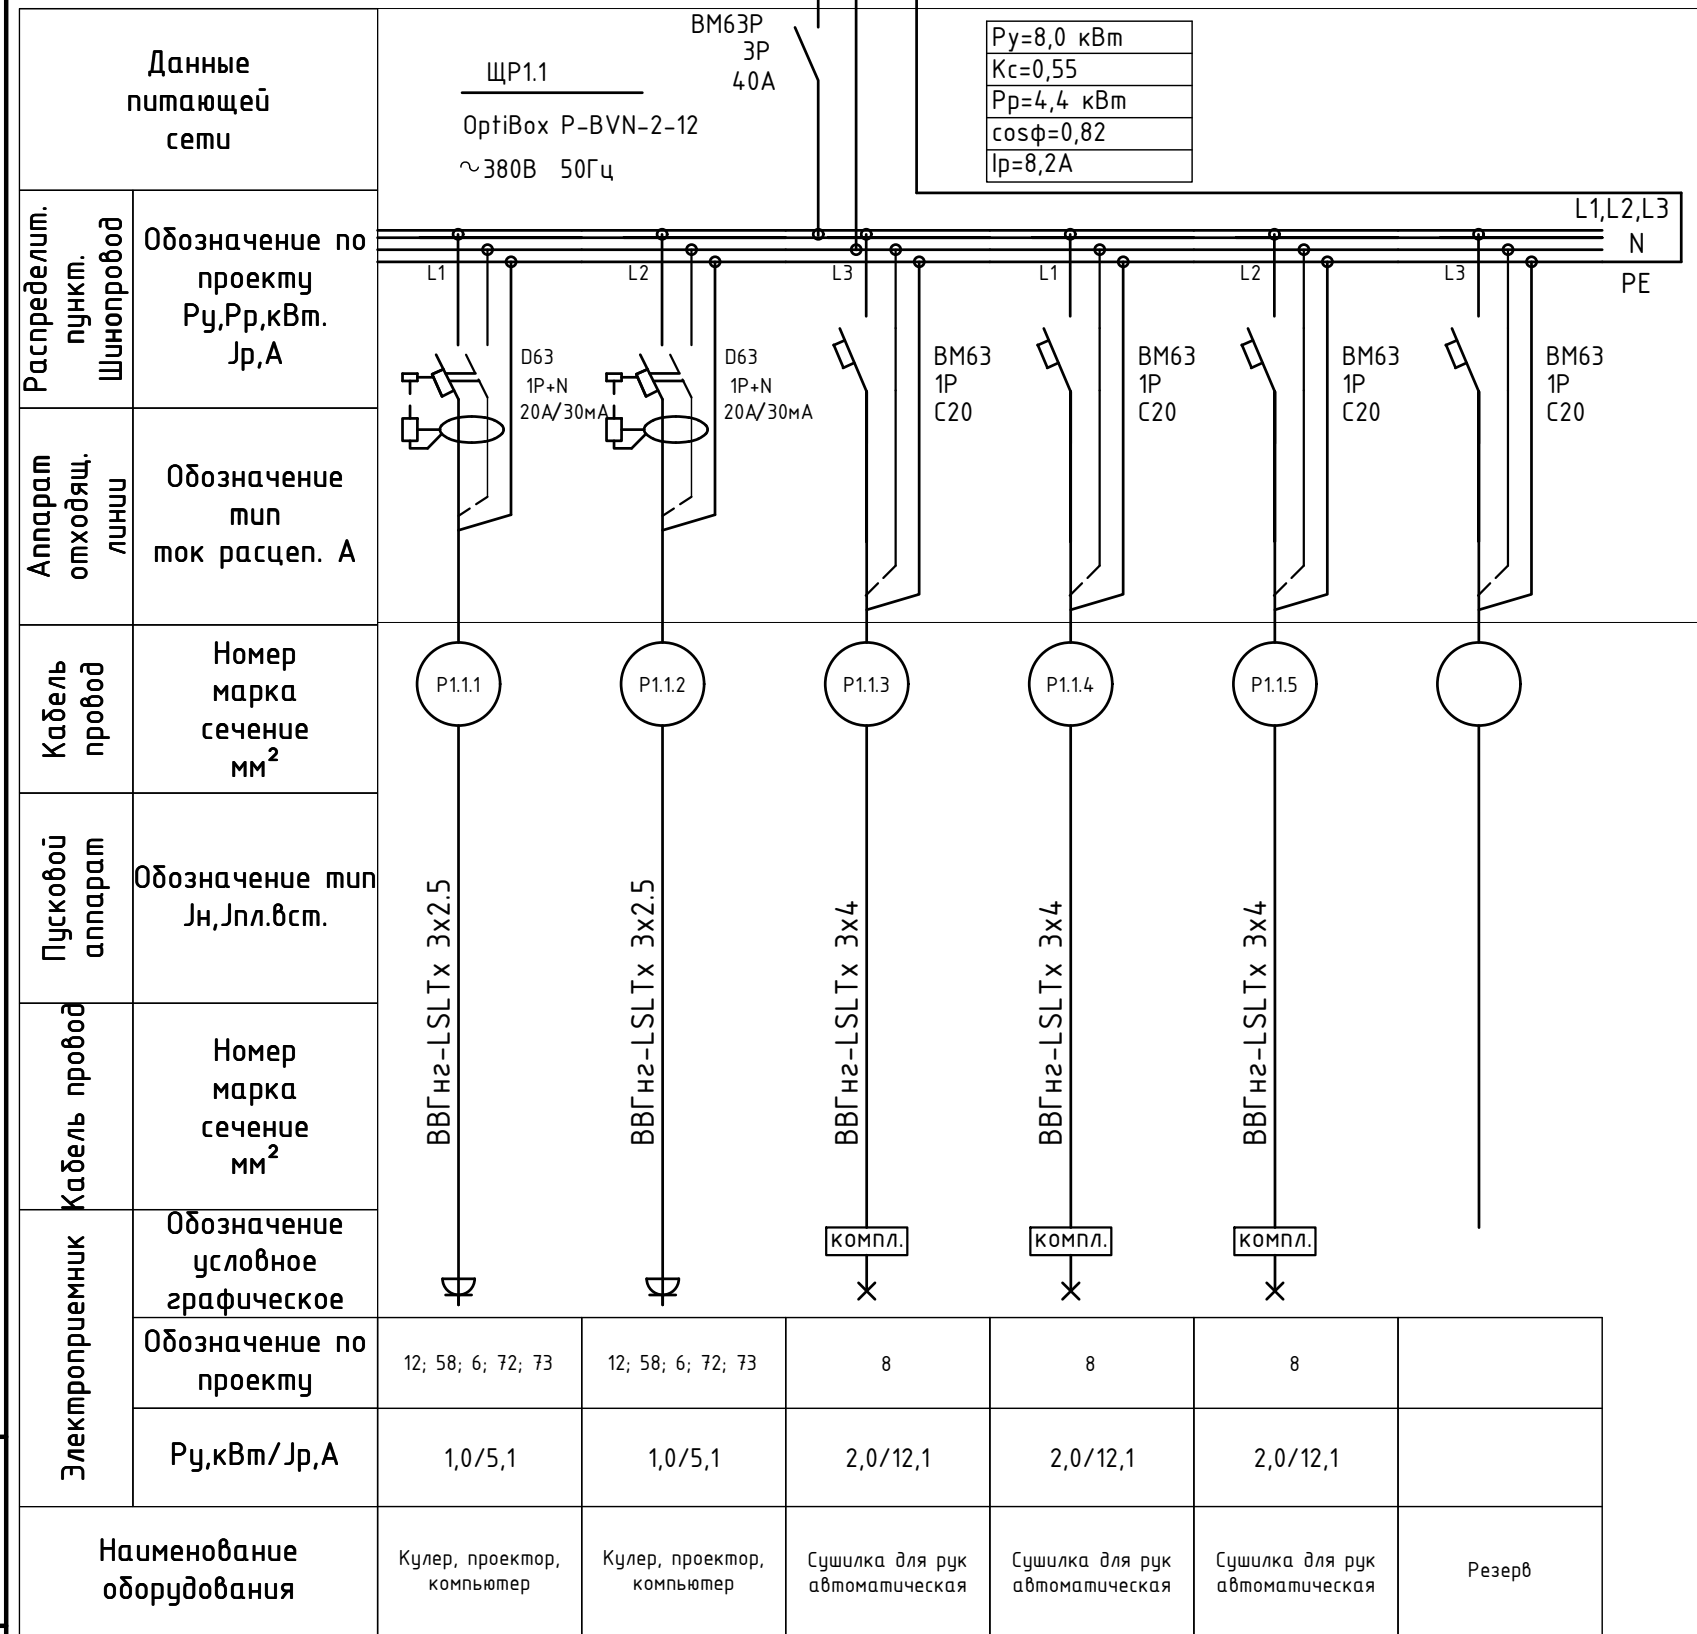 Данные
питающей
сети
ЩР1.1
OptiBox P-BVN-2-12
~380В 50Гц
ВМ63Р
3Р
40А
Ру=8,0 кВт
Кс=0,55
Рр=4,4 кВт
cosφ=0,82
Iр=8,2А
L1,L2,L3
N
PE
Распределит.
пункт.
Шинопровод
Обозначение по
проекту
Ру,Рр,кВт.
Jр,А
L1
L2
L3
L1
L2
L3
D63
1P+N
20А/30мА
D63
1P+N
20А/30мА
ВМ63
1Р
С20
ВМ63
1Р
С20
ВМ63
1Р
С20
ВМ63
1Р
С20
Аппарат
отходящ.
линии
Обозначение
тип
ток расцеп. А
Кабель
провод
Номер
марка
сечение
мм²
Р1.1.1
Р1.1.2
Р1.1.3
Р1.1.4
Р1.1.5
Пусковой
аппарат
Обозначение тип
Jн,Jпл.вст.
ВВГнг-LSLTx 3х2.5
ВВГнг-LSLTx 3х2.5
ВВГнг-LSLTx 3х4
ВВГнг-LSLTx 3х4
ВВГнг-LSLTx 3х4
Кабель провод
Номер
марка
сечение
мм²
Электроприемник
Обозначение
условное
графическое
компл.
компл.
компл.
Обозначение по
проекту
12; 58; 6; 72; 73
12; 58; 6; 72; 73
8
8
8
Ру,кВт/Jр,А
1,0/5,1
1,0/5,1
2,0/12,1
2,0/12,1
2,0/12,1
Наименование
оборудования
Кулер, проектор,
компьютер
Кулер, проектор,
компьютер
Сушилка для рук
автоматическая
Сушилка для рук
автоматическая
Сушилка для рук
автоматическая
Резерв